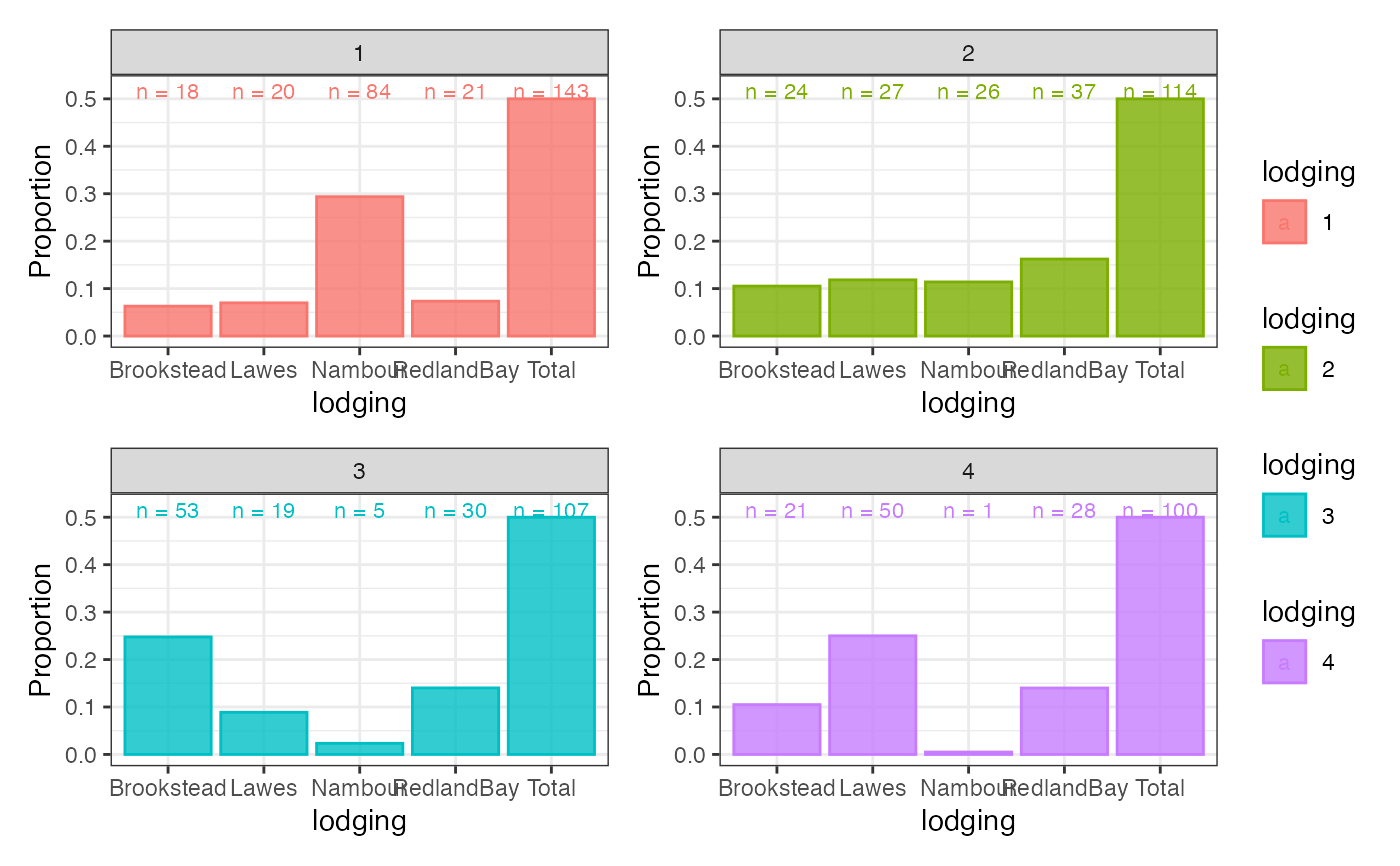 1
n = 18 n = 20 n = 84 n = 21 n = 143
0.5
0.4
0.3
0.2
0.1
0.0
Proportion
Brookstead Lawes Nambour RedlandBay Total
lodging
2
n = 24 n = 27 n = 26 n = 37 n = 114
0.5
0.4
0.3
0.2
0.1
0.0
Proportion
Brookstead Lawes Nambour RedlandBay Total
lodging
3
n = 53 n = 19 n = 5 n = 30 n = 107
0.5
0.4
0.3
0.2
0.1
0.0
Proportion
Brookstead Lawes Nambour RedlandBay Total
lodging
4
n = 21 n = 50 n = 1 n = 28 n = 100
0.5
0.4
0.3
0.2
0.1
0.0
Proportion
Brookstead Lawes Nambour RedlandBay Total
lodging
lodging
a 1
lodging
a 2
lodging
a 3
lodging
a 4